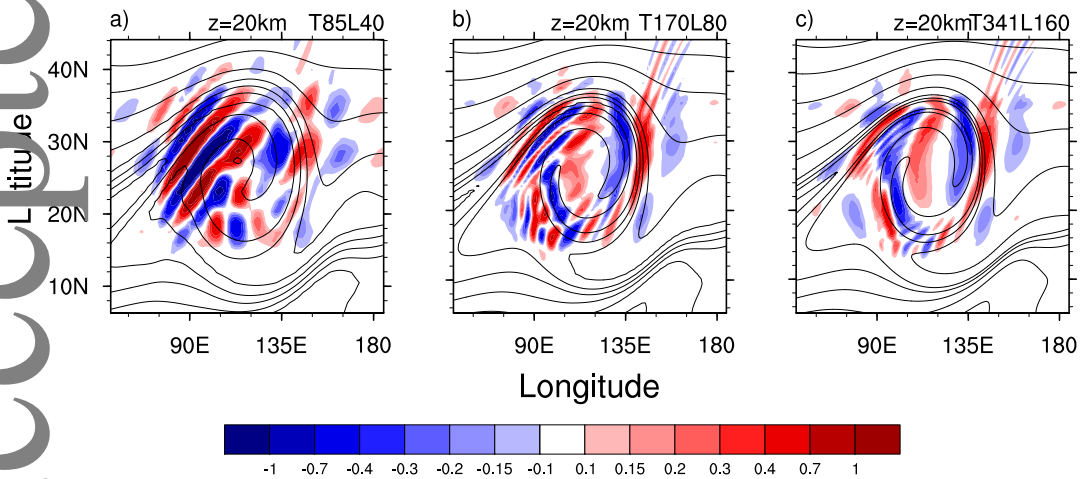 a) z=20km T85L40
b) z=20km T170L80
c) z=20kmT341L160
40N
30N
20N
10N
Latitude
90E 135E 180
90E 135E 180
90E 135E 180
Longitude
-1 -0.7 -0.4 -0.3 -0.2 -0.15 -0.1 0.1 0.15 0.2 0.3 0.4 0.7 1